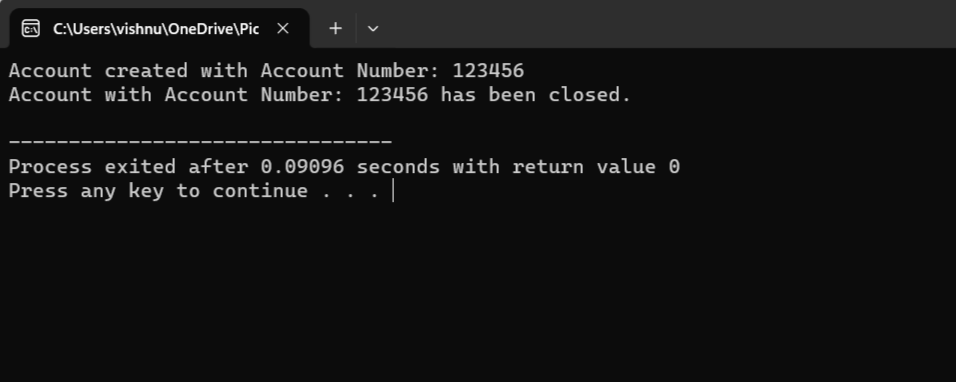 C:\Users\vishnu\OneDrive\Pic
Account created with Account Number: 123456
Account with Account Number: 123456 has been closed.
--------------------------------
Process exited after 0.09096 seconds with return value 0
Press any key to continue . . .